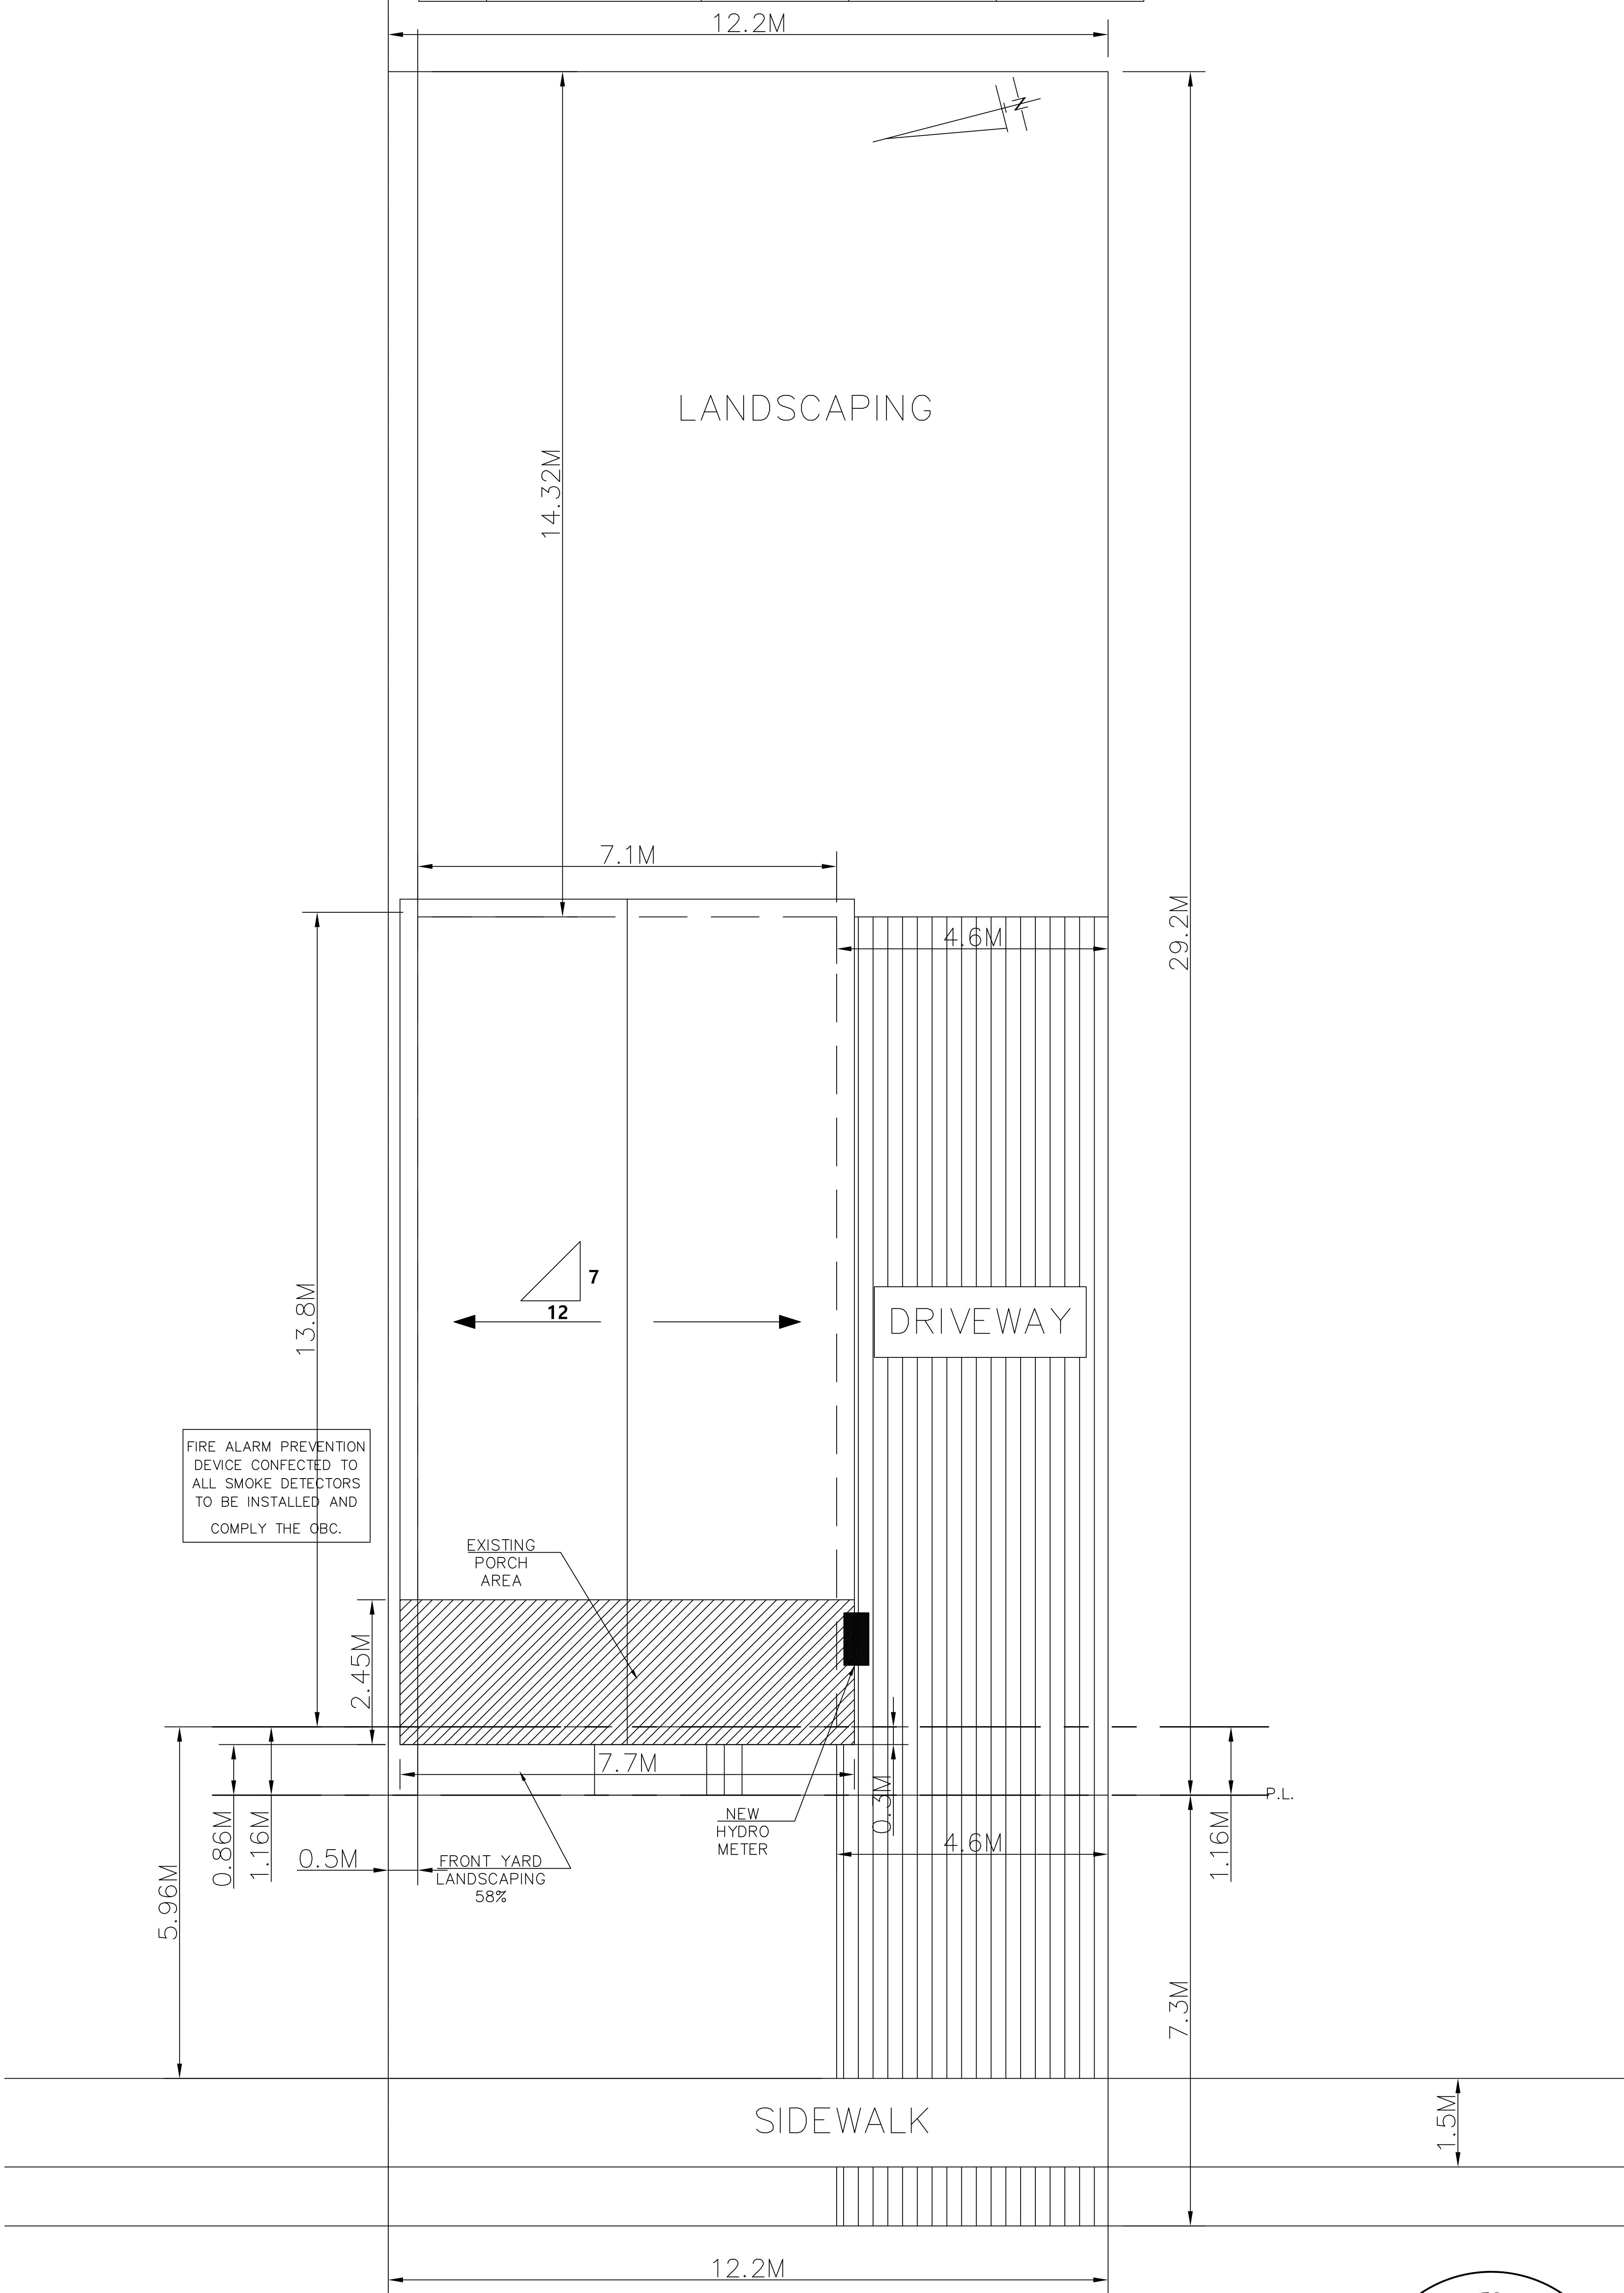 12.2M
N
LANDSCAPING
14.32M
7.1M
29.2M
4.6M
7
12
13.8M
DRIVEWAY
FIRE ALARM PREVENTION
DEVICE CONFECTED TO
ALL SMOKE DETECTORS
TO BE INSTALLED AND
COMPLY THE OBC.
EXISTING
PORCH
AREA
2.45M
7.7M
0.3M
P.L.
NEW
HYDRO
METER
0.86M
1.16M
0.5M
4.6M
1.16M
FRONT YARD
LANDSCAPING
58%
5.96M
7.3M
SIDEWALK
1.5M
12.2M